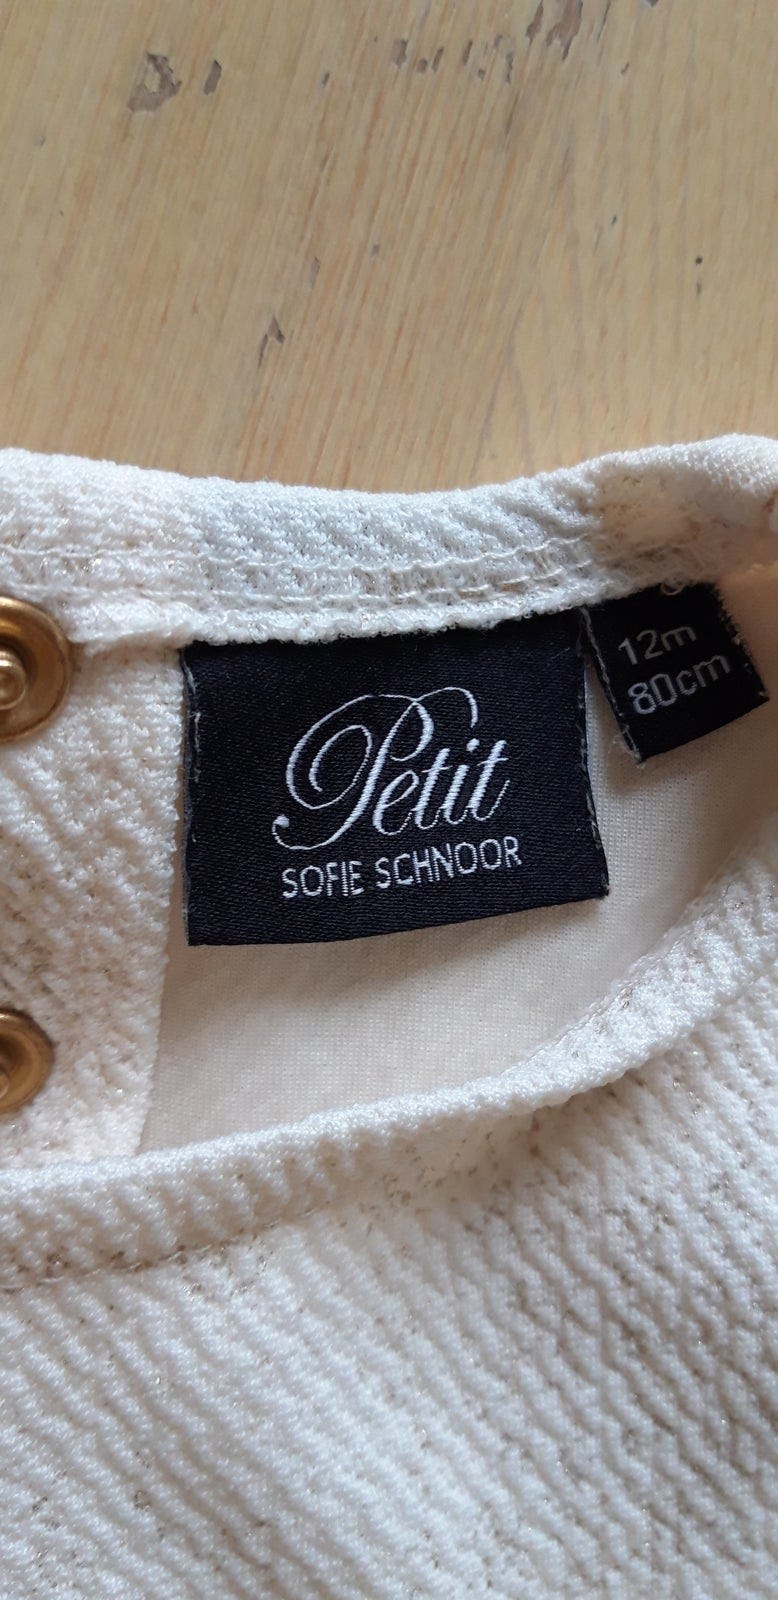 Petit
SOFIE SCHNOOR
12m
80cm